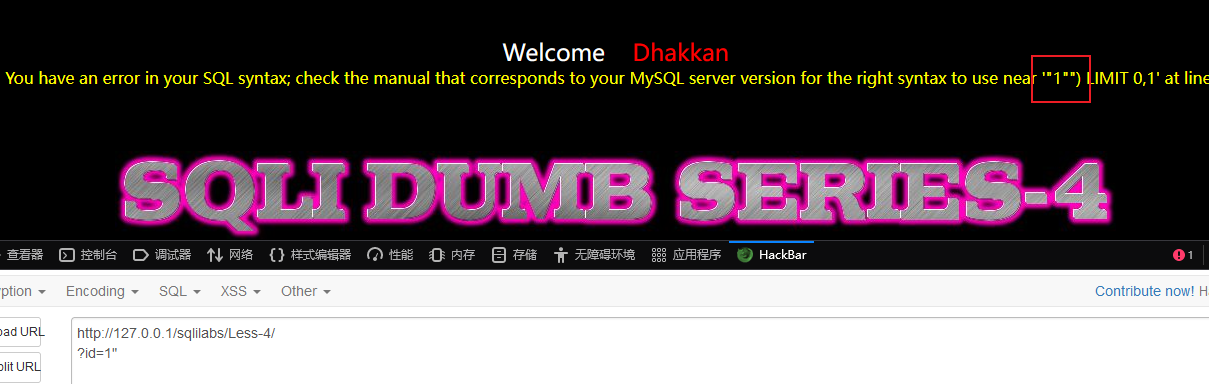 Welcome Dhakkan
You have an error in your SQL syntax; check the manual that corresponds to your MySQL server version for the right syntax to use near '"1"") LIMIT 0,1' at line
SQLI DUMB SERIES-4
查看器 控制台 调试器 网络 样式编辑器 性能 内存 存储 无障碍环境 应用程序 HackBar 1
ption Encoding SQL XSS Other Contribute now! Ha
oad URL http://127.0.0.1/sqlilabs/Less-4/
?id=1"
plit URL